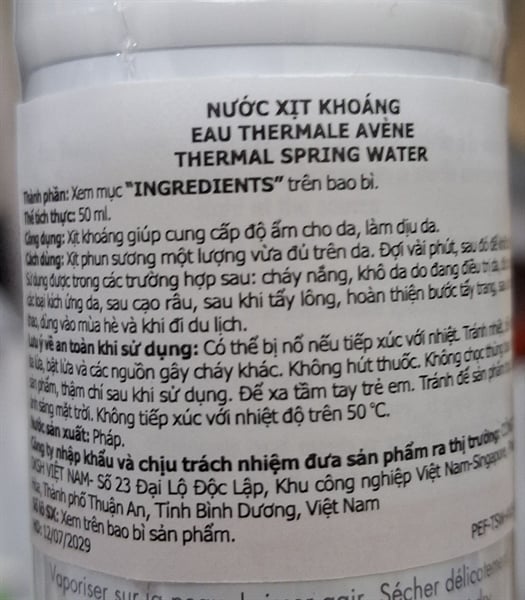 NƯỚC XỊT KHOÁNG
EAU THERMALE AVÈNE
THERMAL SPRING WATER
Thành phần: Xem mục "INGREDIENTS" trên bao bì.
Thể tích thực: 50 ml.
Công dụng: Xịt khoáng giúp cung cấp độ ẩm cho da, làm dịu da.
Cách dùng: Xịt phun sương một lượng vừa đủ trên da. Đợi vài phút, sau đó để
Sử dụng được trong các trường hợp sau: cháy nắng, khô da do đang điều trị da,
các loại kích ứng da, sau cạo râu, sau khi tẩy lông, hoàn thiện bước tẩy trang,
thao, dùng vào mùa hè và khi đi du lịch.
Lưu ý về an toàn khi sử dụng: Có thể bị nổ nếu tiếp xúc với nhiệt. Tránh nhiệt,
tia lửa, bật lửa và các nguồn gây cháy khác. Không hút thuốc. Không chọc thủng
sản phẩm, thậm chí sau khi sử dụng. Để xa tầm tay trẻ em. Tránh để sản phẩm
ánh sáng mặt trời. Không tiếp xúc với nhiệt độ trên 50 °C.
Nước sản xuất: Pháp.
Công ty nhập khẩu và chịu trách nhiệm đưa sản phẩm ra thị trường:
DKSH VIỆT NAM- Số 23 Đại Lộ Độc Lập, Khu công nghiệp Việt Nam-Singapore,
Hòa, Thành phố Thuận An, Tỉnh Bình Dương, Việt Nam
Số lô SX: Xem trên bao bì sản phẩm.
HD: 12/07/2029
PEF-TSW
Vaporiser sur la Sécher